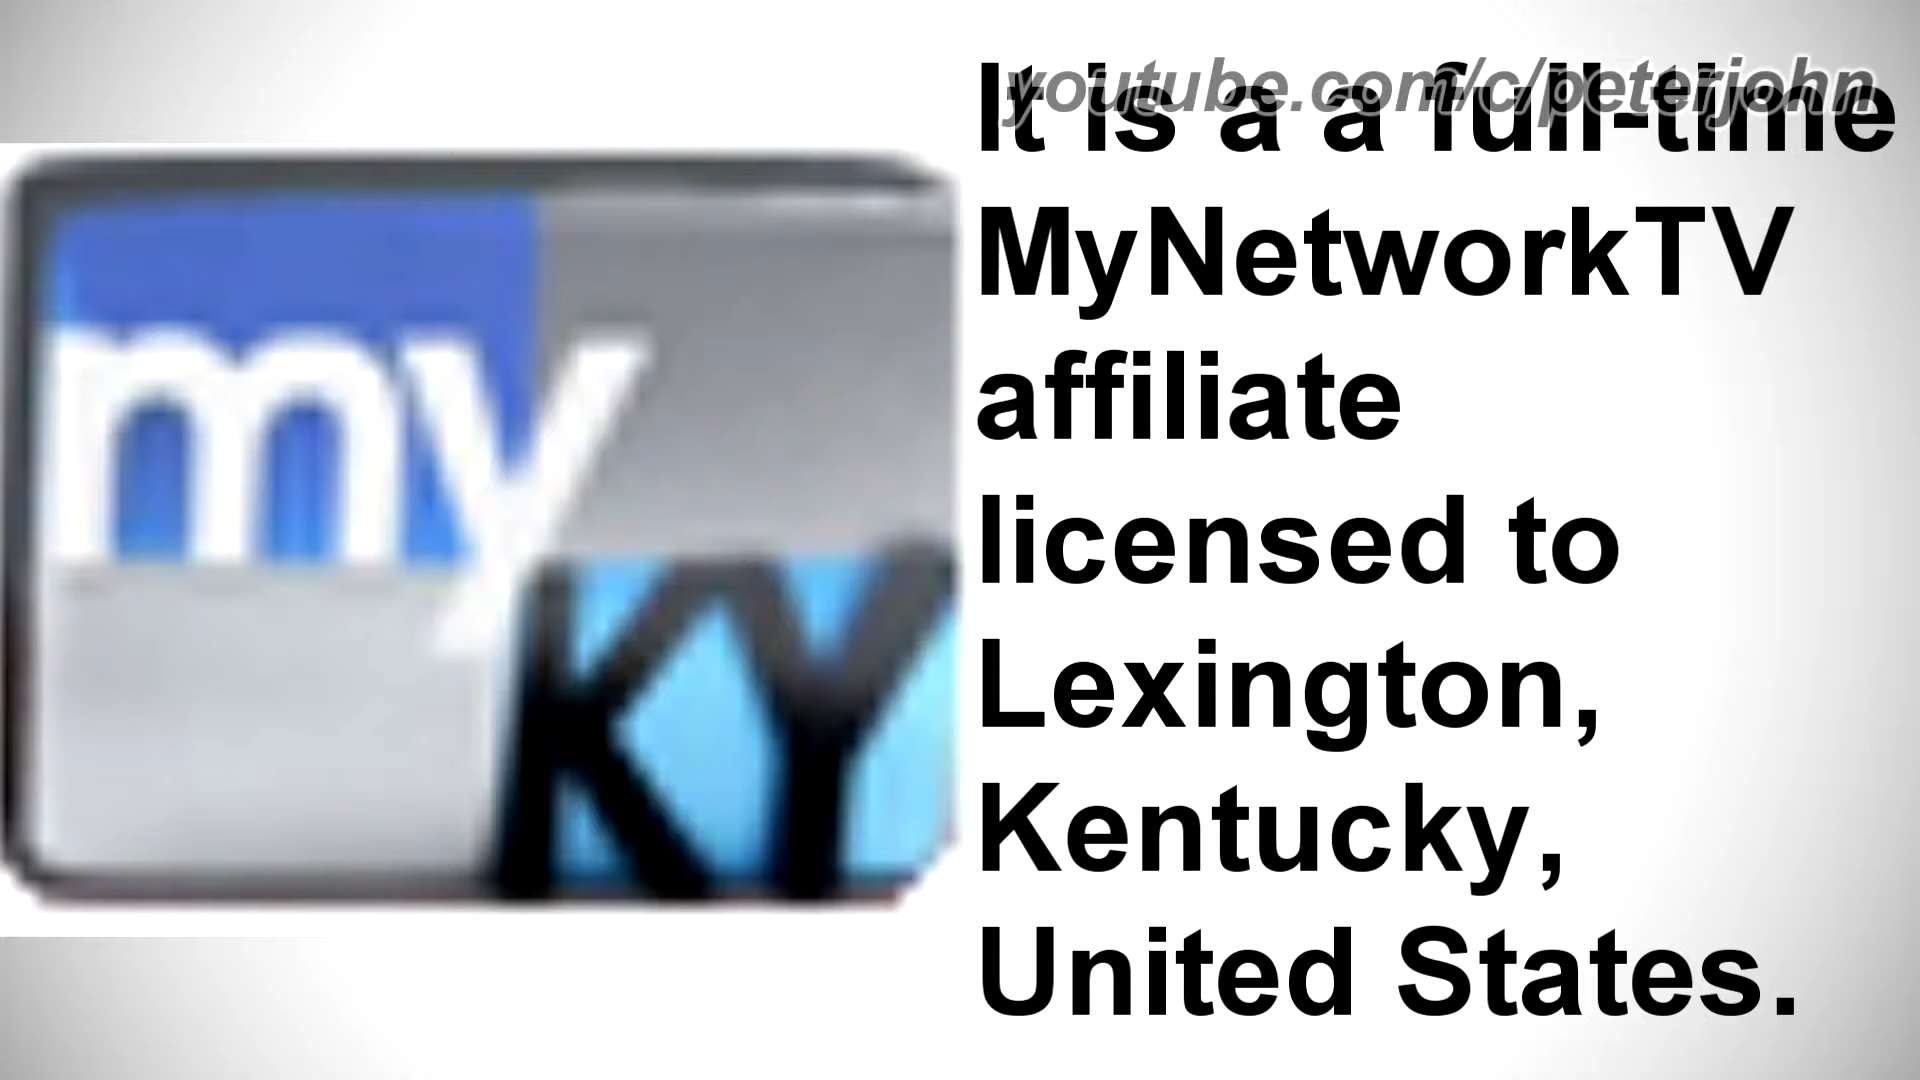 my
KY
youtube.com/c/peterjohn
It is a a full-time
MyNetworkTV
affiliate
licensed to
Lexington,
Kentucky,
United States.